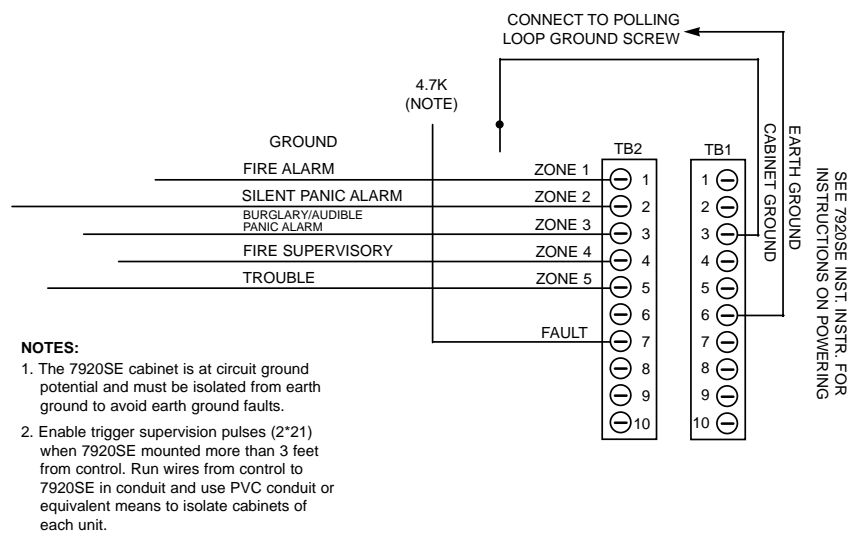 CONNECT TO POLLING
LOOP GROUND SCREW
4.7K
(NOTE)
GROUND
FIRE ALARM
SILENT PANIC ALARM
BURGLARY/AUDIBLE
PANIC ALARM
FIRE SUPERVISORY
TROUBLE
ZONE 1
ZONE 2
ZONE 3
ZONE 4
ZONE 5
FAULT
TB2
1
2
3
4
5
6
7
8
9
10
TB1
1
2
3
4
5
6
7
8
9
10
CABINET GROUND
EARTH GROUND
SEE 7920SE INST. INSTR. FOR
INSTRUCTIONS ON POWERING
NOTES:
1. The 7920SE cabinet is at circuit ground
potential and must be isolated from earth
ground to avoid earth ground faults.
2. Enable trigger supervision pulses (2*21)
when 7920SE mounted more than 3 feet
from control. Run wires from control to
7920SE in conduit and use PVC conduit or
equivalent means to isolate cabinets of
each unit.